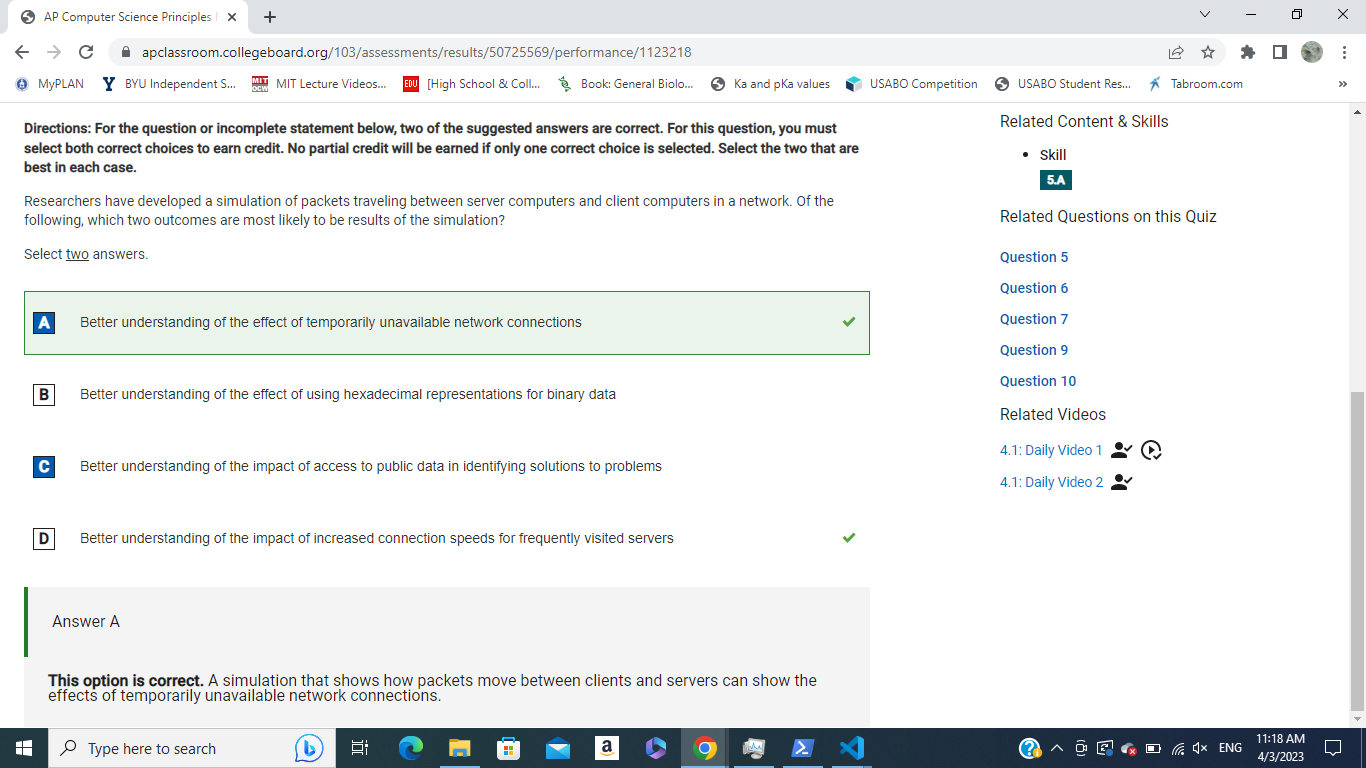 AP Computer Science Principles
apclassroom.collegeboard.org/103/assessments/results/50725569/performance/1123218
MyPLAN
BYU Independent S...
MIT Lecture Videos...
[High School & Coll...
Book: General Biolo...
Ka and pKa values
USABO Competition
USABO Student Res...
Tabroom.com
»
Directions: For the question or incomplete statement below, two of the suggested answers are correct. For this question, you must
select both correct choices to earn credit. No partial credit will be earned if only one correct choice is selected. Select the two that are
best in each case.
Researchers have developed a simulation of packets traveling between server computers and client computers in a network. Of the
following, which two outcomes are most likely to be results of the simulation?
Select two answers.
A Better understanding of the effect of temporarily unavailable network connections
B Better understanding of the effect of using hexadecimal representations for binary data
C Better understanding of the impact of access to public data in identifying solutions to problems
D Better understanding of the impact of increased connection speeds for frequently visited servers
Answer A
This option is correct. A simulation that shows how packets move between clients and servers can show the
effects of temporarily unavailable network connections.
Related Content & Skills
• Skill
5.A
Related Questions on this Quiz
Question 5
Question 6
Question 7
Question 9
Question 10
Related Videos
4.1: Daily Video 1
4.1: Daily Video 2
Type here to search
ENG
11:18 AM
4/3/2023